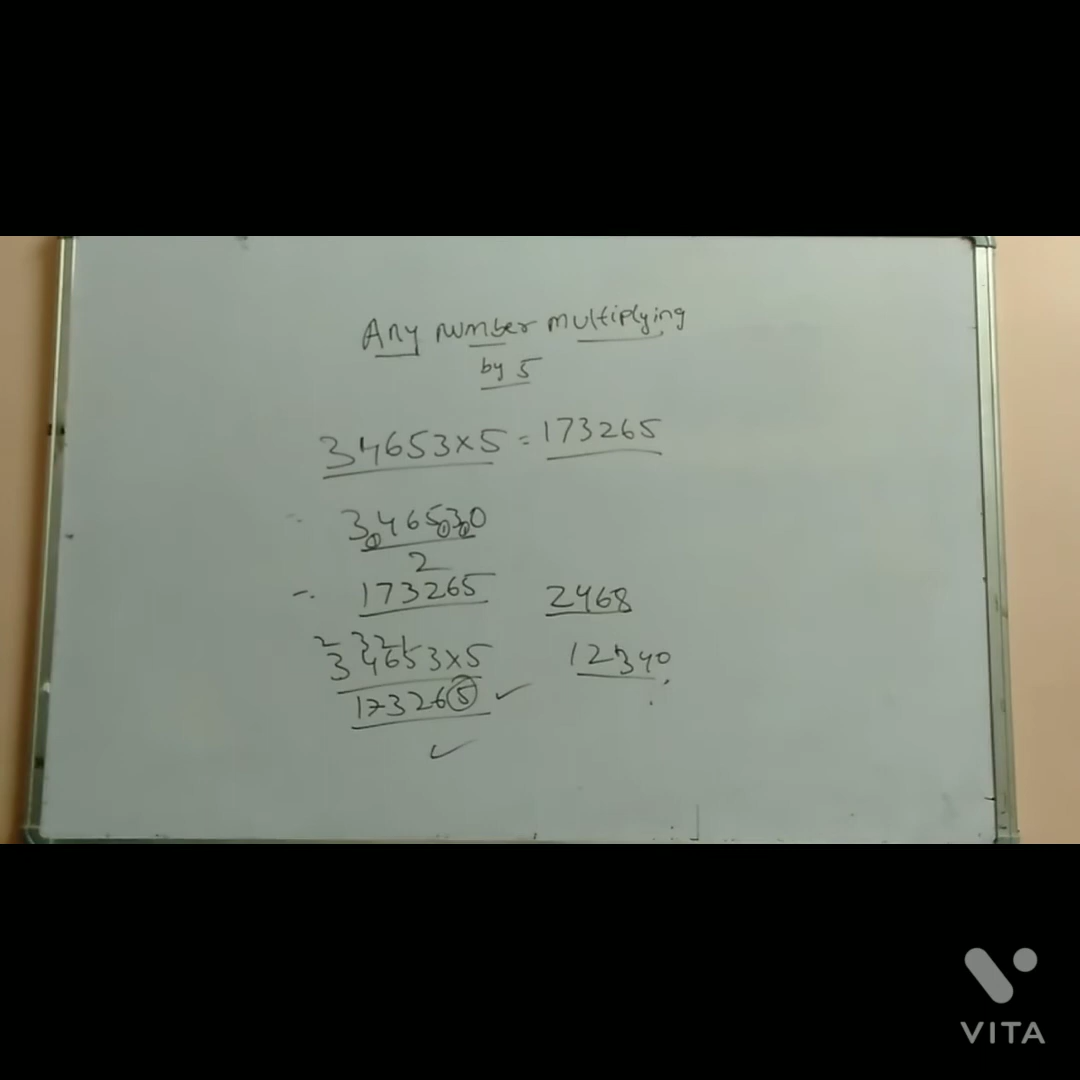 Any number multiplying
by 5
34653×5 = 173265
346530
2
173265
2468
34653×5
12340
173265
VITA